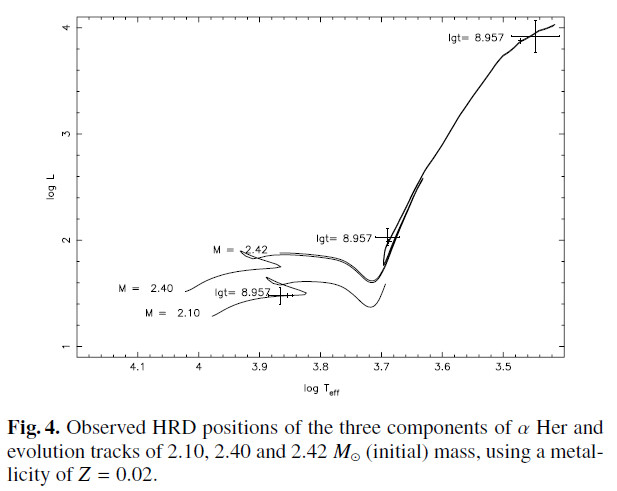 4
lgt= 8.957
3
log L
lgt= 8.957
2
M = 2.42
M = 2.40
lgt= 8.957
M = 2.10
1
4.1 4 3.9 3.8 3.7 3.6 3.5
log Teff
Fig. 4. Observed HRD positions of the three components of α Her and
evolution tracks of 2.10, 2.40 and 2.42 M⊙ (initial) mass, using a metal-
licity of Z = 0.02.